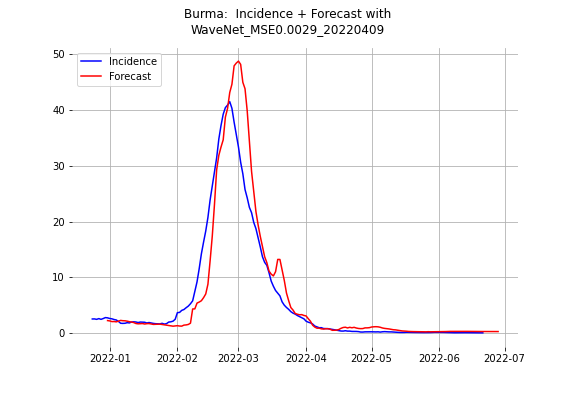 Burma:  Incidence + Forecast with
WaveNet_MSE0.0029_20220409
Incidence
Forecast
50
40
30
20
10
0
2022-01 2022-02 2022-03 2022-04 2022-05 2022-06 2022-07